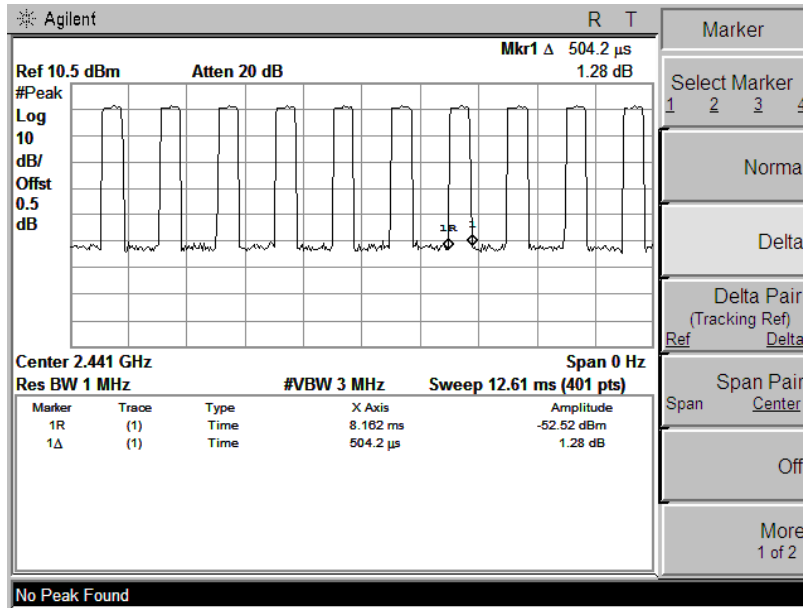 Agilent R T
Mkr1 Δ 504.2 μs
Ref 10.5 dBm Atten 20 dB 1.28 dB
#Peak
Log
10
dB/
Offst
0.5
dB
1R 1
Center 2.441 GHz Span 0 Hz
Res BW 1 MHz #VBW 3 MHz Sweep 12.61 ms (401 pts)
Marker Trace Type X Axis Amplitude
1R (1) Time 8.162 ms -52.52 dBm
1Δ (1) Time 504.2 μs 1.28 dB
No Peak Found
Marker
Select Marker
1 2 3 4
Norma
Delta
Delta Pair
(Tracking Ref)
Ref Delta
Span Pair
Span Center
Off
More
1 of 2